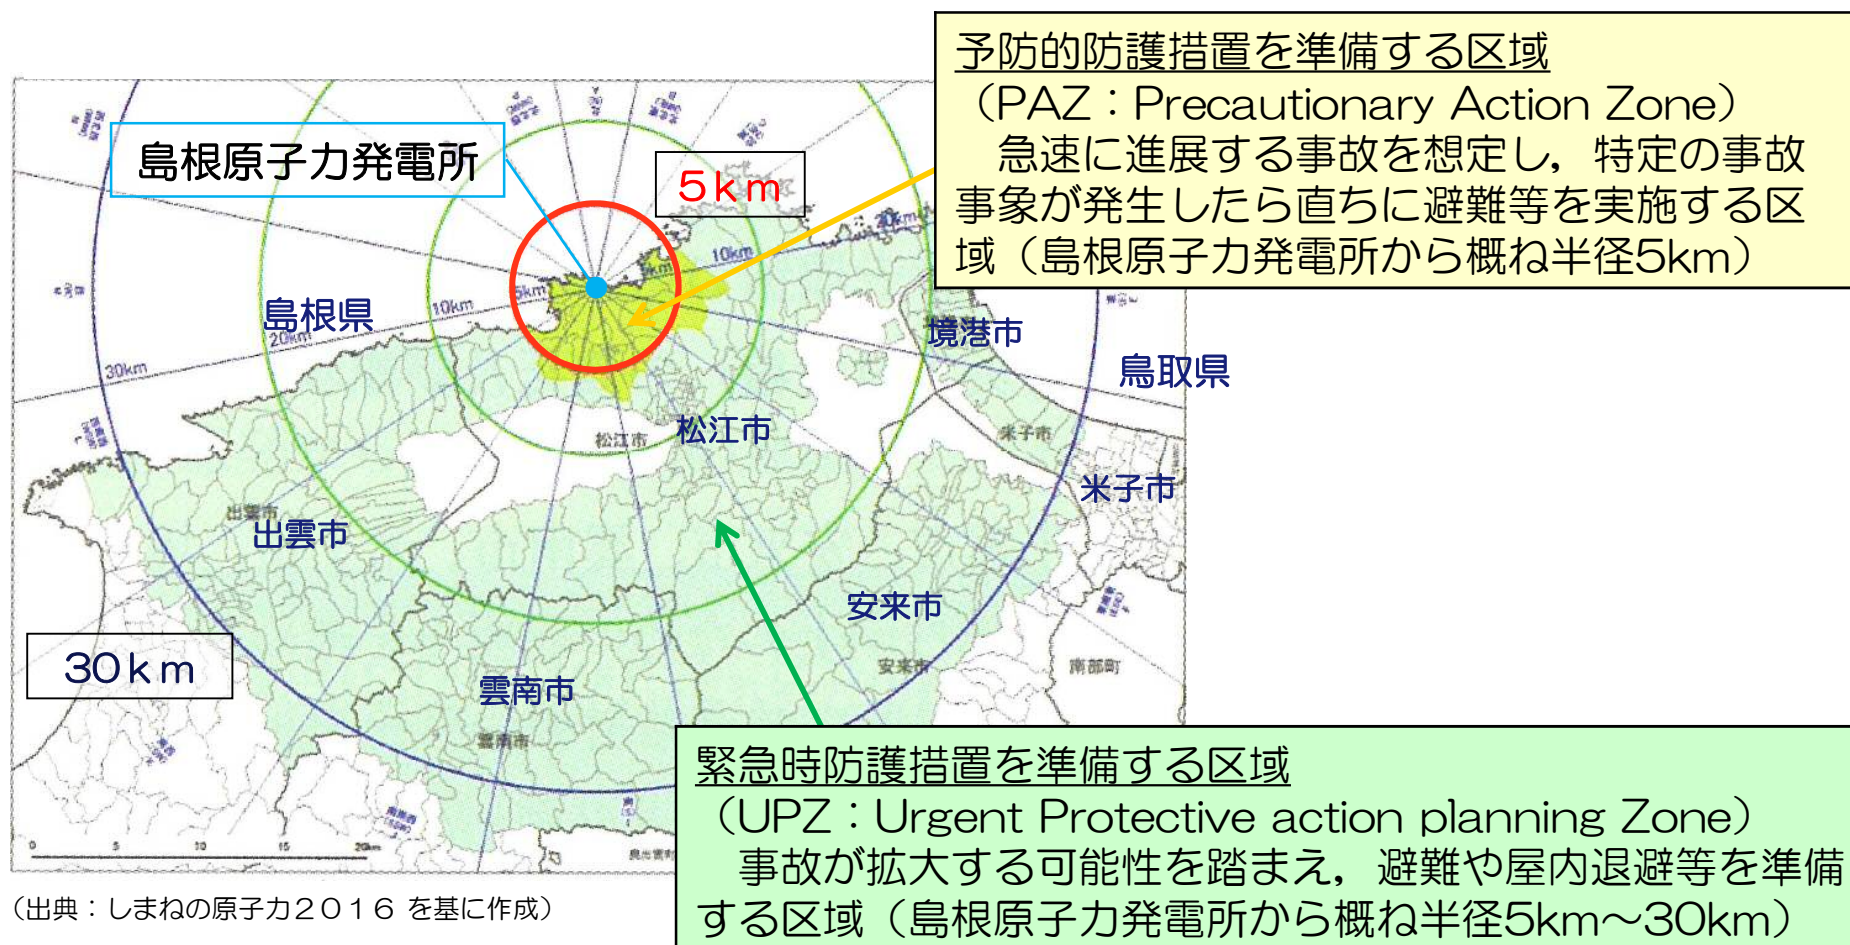 予防的防護措置を準備する区域
（PAZ：Precautionary Action Zone）
急速に進展する事故を想定し，特定の事故
事象が発生したら直ちに避難等を実施する区
域（島根原子力発電所から概ね半径5km）
島根原子力発電所
5km
20km
10km
5km
10km
20km
30km
島根県
境港市
鳥取県
松江市
松江市
米子市
米子市
出雲市
出雲市
安来市
安来市
南部町
30km
雲南市
雲南市
緊急時防護措置を準備する区域
（UPZ：Urgent Protective action planning Zone）
事故が拡大する可能性を踏まえ，避難や屋内退避等を準備
する区域（島根原子力発電所から概ね半径5km～30km）
0 5 10 15 20km
奥出雲町
（出典：しまねの原子力２０１６ を基に作成）